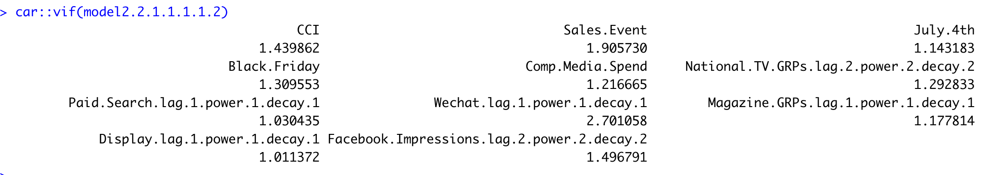 > car::vif(model2.2.1.1.1.1.2)
CCI Sales.Event July.4th
1.439862 1.905730 1.143183
Black.Friday Comp.Media.Spend National.TV.GRPs.lag.2.power.2.decay.2
1.309553 1.216665 1.292833
Paid.Search.lag.1.power.1.decay.1 Wechat.lag.1.power.1.decay.1 Magazine.GRPs.lag.1.power.1.decay.1
1.030435 2.701058 1.177814
Display.lag.1.power.1.decay.1 Facebook.Impressions.lag.2.power.2.decay.2
1.011372 1.496791